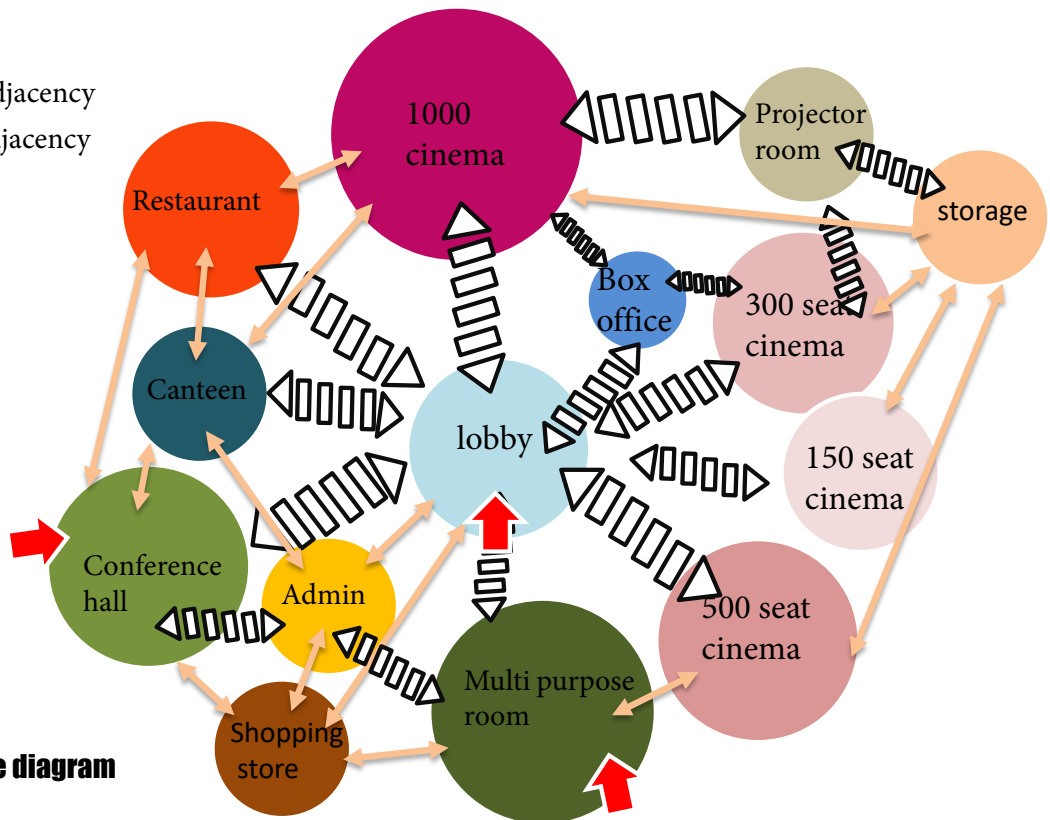 djacency
jacency
1000
cinema
Projector
room
Restaurant
storage
Box
office
300 seat
cinema
Canteen
lobby
150 seat
cinema
Conference
hall
Admin
500 seat
cinema
Multi purpose
room
Shopping
store
e diagram